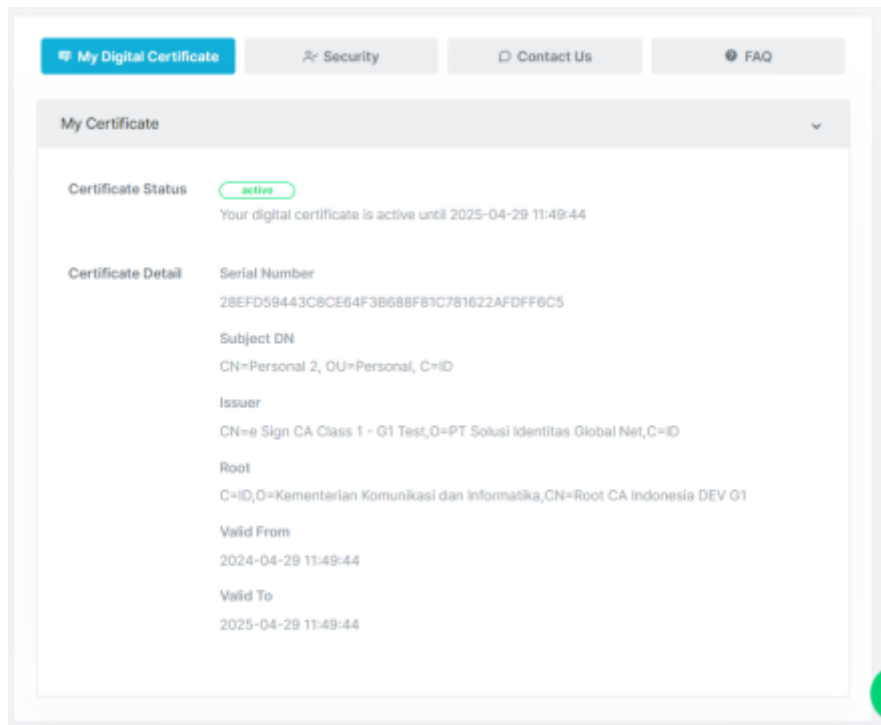 My Digital Certificate
Security
Contact Us
FAQ
My Certificate
Certificate Status
active
Your digital certificate is active until 2025-04-29 11:49:44
Certificate Detail
Serial Number
28EFD59443C8CE64F3B688F81C781622AFDFF6C5
Subject DN
CN=Personal 2, OU=Personal, C=ID
Issuer
CN=e Sign CA Class 1 - G1 Test,O=PT Solusi Identitas Global Net,C=ID
Root
C=ID,O=Kementerian Komunikasi dan Informatika,CN=Root CA Indonesia DEV G1
Valid From
2024-04-29 11:49:44
Valid To
2025-04-29 11:49:44